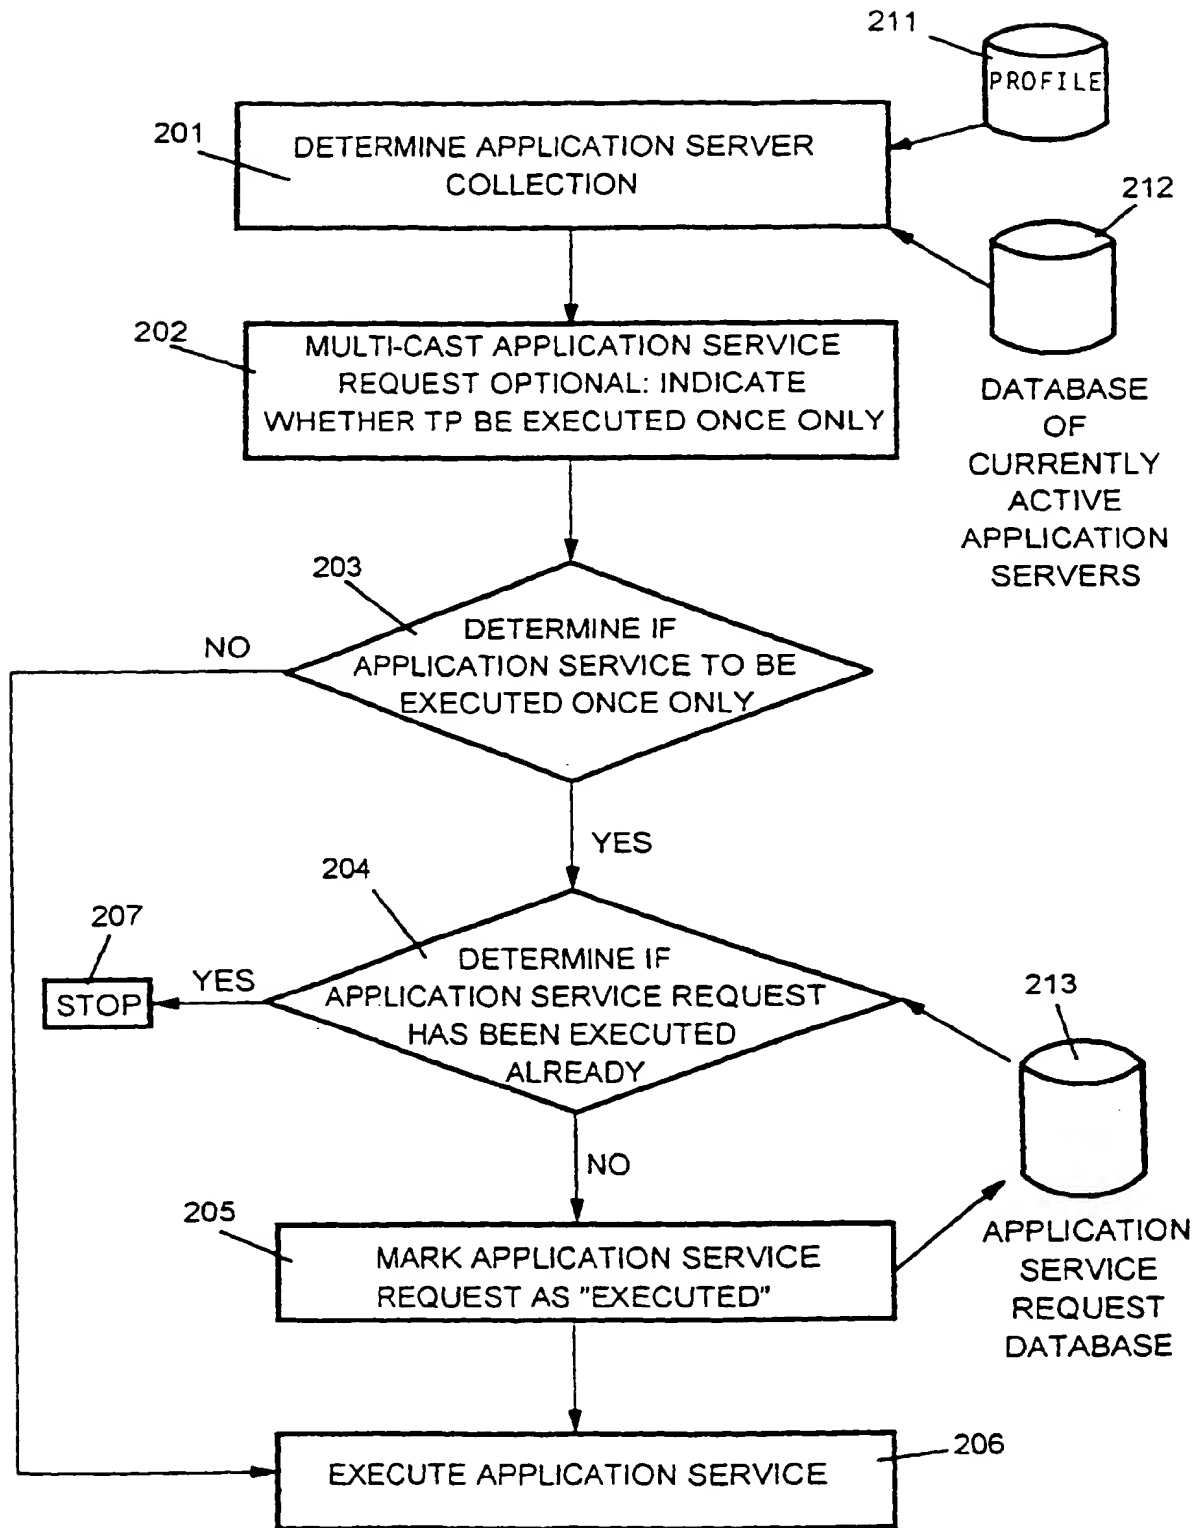 211
PROFILE
201
DETERMINE APPLICATION SERVER
COLLECTION
212
202
MULTI-CAST APPLICATION SERVICE
REQUEST OPTIONAL: INDICATE
WHETHER TP BE EXECUTED ONCE ONLY
DATABASE
OF
CURRENTLY
ACTIVE
APPLICATION
SERVERS
203
NO
DETERMINE IF
APPLICATION SERVICE TO BE
EXECUTED ONCE ONLY
YES
204
207
STOP
YES
DETERMINE IF
APPLICATION SERVICE REQUEST
HAS BEEN EXECUTED
ALREADY
213
NO
205
MARK APPLICATION SERVICE
REQUEST AS "EXECUTED"
APPLICATION
SERVICE
REQUEST
DATABASE
206
EXECUTE APPLICATION SERVICE